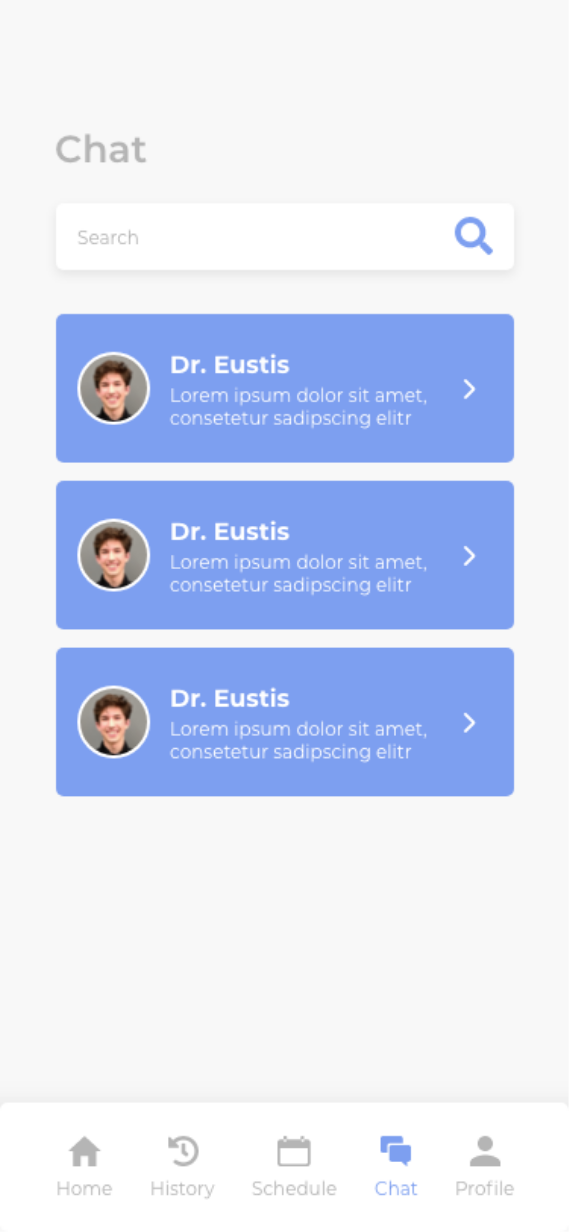 Chat
Search
Dr. Eustis
Lorem ipsum dolor sit amet,
consetetur sadipscing elitr
Dr. Eustis
Lorem ipsum dolor sit amet,
consetetur sadipscing elitr
Dr. Eustis
Lorem ipsum dolor sit amet,
consetetur sadipscing elitr
Home History Schedule Chat Profile